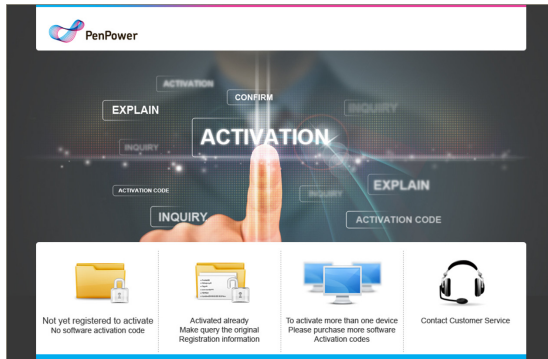 PenPower
ACTIVATION
CONFIRM
EXPLAIN
INQUIRY
ACTIVATION
INQUIRY
ACTIVATION CODE
INQUIRY
EXPLAIN
INQUIRY
ACTIVATION CODE
Not yet registered to activate
No software activation code
Activated already
Make query the original
Registration information
To activate more than one device
Please purchase more software
Activation codes
Contact Customer Service